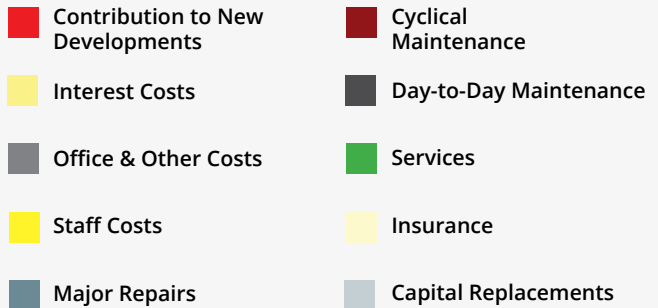 Contribution to New
Developments
Interest Costs
Office & Other Costs
Staff Costs
Major Repairs
Cyclical
Maintenance
Day-to-Day Maintenance
Services
Insurance
Capital Replacements